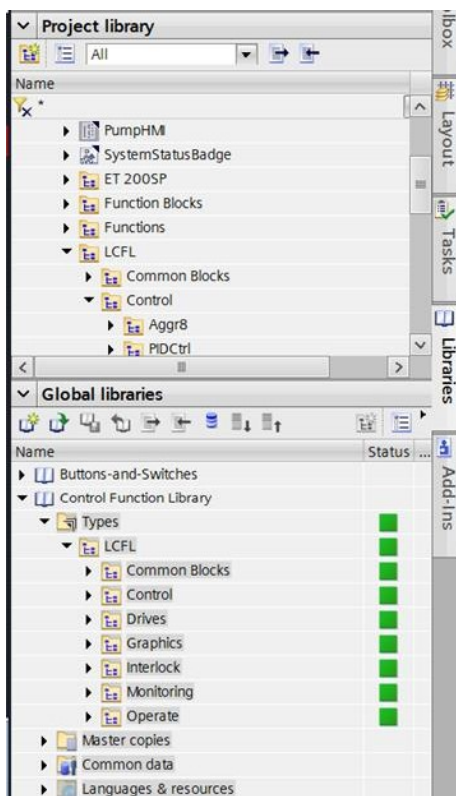 Project library
All
Name
*
PumpHMI
SystemStatusBadge
ET 200SP
Function Blocks
Functions
LCFL
Common Blocks
Control
Aggr8
PIDCtrl
Global libraries
Name Status ...
Buttons-and-Switches
Control Function Library
Types
LCFL
Common Blocks
Control
Drives
Graphics
Interlock
Monitoring
Operate
Master copies
Common data
Languages & resources
Layout
Tasks
Libraries
Add-Ins